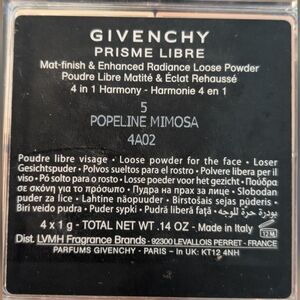 GIVENCHY
PRISME LIBRE
Mat-finish & Enhanced Radiance Loose Powder
Poudre Libre Matité & Éclat Rehaussé
4 in 1 Harmony - Harmonie 4 en 1
5
POPELINE MIMOSA
4A02
Poudre libre visage - Loose powder for the face - Loser
Gesichtspuder - Polvos sueltos para el rostro - Polvere libera per il
viso - Pó solto para o rosto - Losse poeder voor het gezicht - Πούδρα
σε σκόνη για το πρόσωπο - Пудра на прах за лице - Slobodan
puder za lice - Lahtine näopuuder - Birstošais sejas pūderis -
Biri veido pudra - Puder sypki - Pudră liberă faţă - بودرة حرة للوجه
4 x 1 g - TOTAL NET WT. .14 OZ - Made in Italy
12M
Dist. LVMH Fragrance Brands - 92300 LEVALLOIS PERRET - FRANCE
PARFUMS GIVENCHY - PARIS - In UK: KT12 4NH